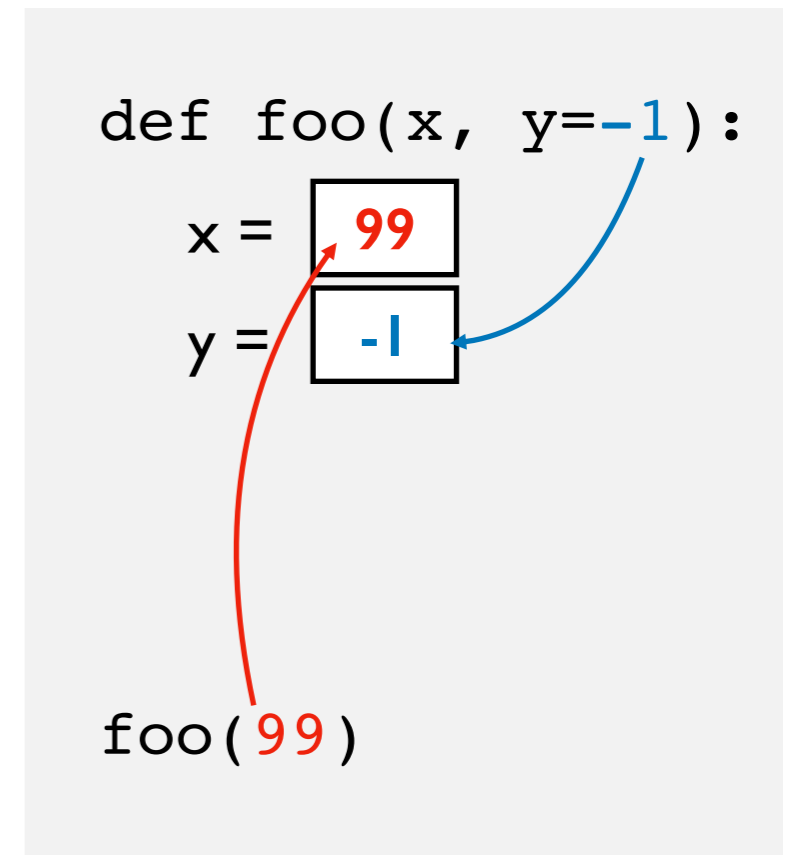 def foo(x, y=-1):
x = 99
y = -1
foo(99)